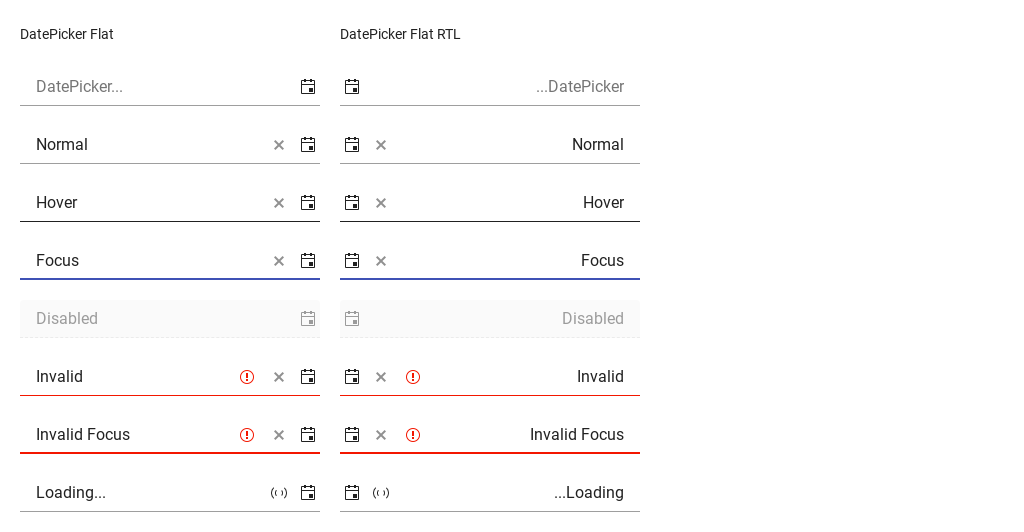 DatePicker Flat
DatePicker Flat RTL
DatePicker...
...DatePicker
Normal
Normal
Hover
Hover
Focus
Focus
Disabled
Disabled
Invalid
Invalid
Invalid Focus
Invalid Focus
Loading...
...Loading